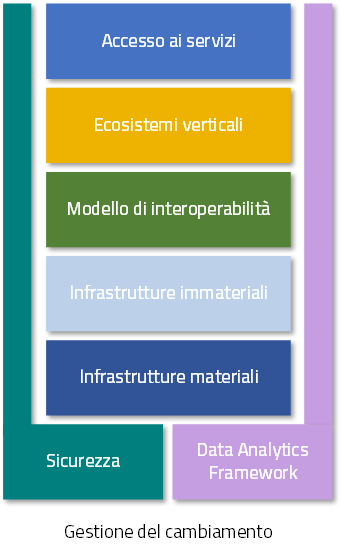 Accesso ai servizi
Ecosistemi verticali
Modello di interoperabilità
Infrastrutture immateriali
Infrastrutture materiali
Sicurezza
Data Analytics
Framework
Gestione del cambiamento